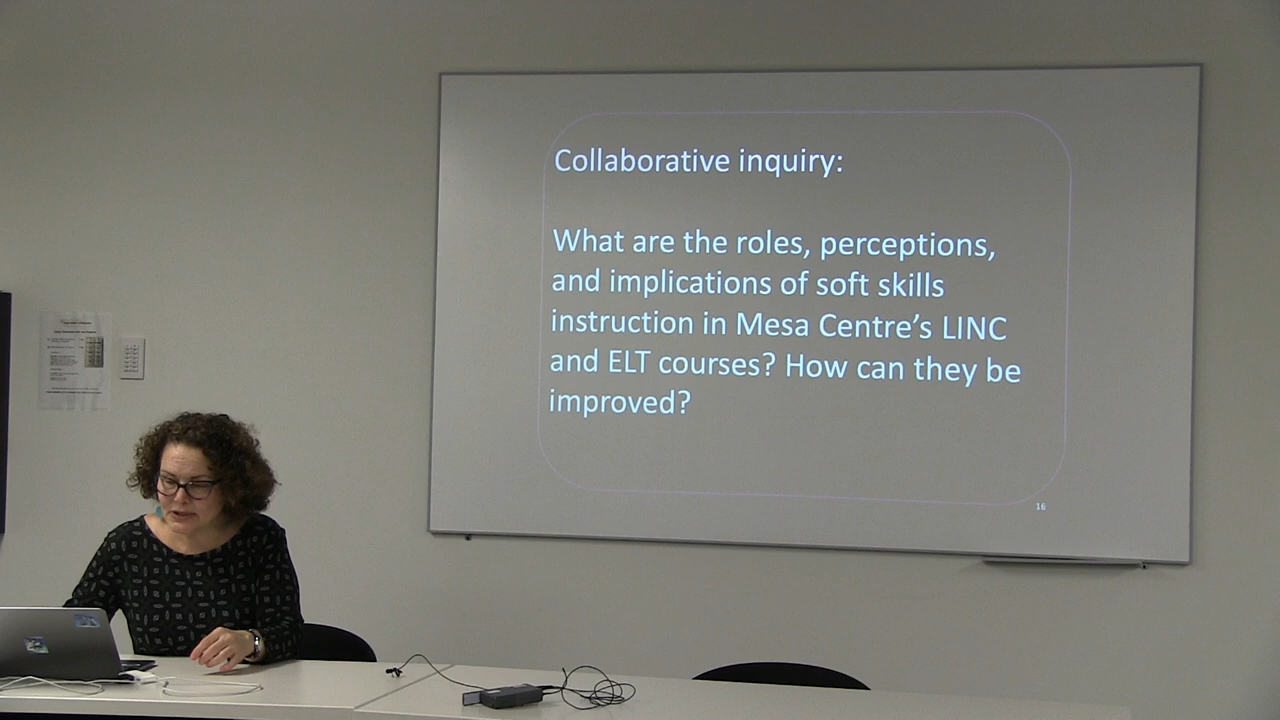 Collaborative inquiry:
What are the roles, perceptions,
and implications of soft skills
instruction in Mesa Centre's LINC
and ELT courses? How can they be
improved?
16